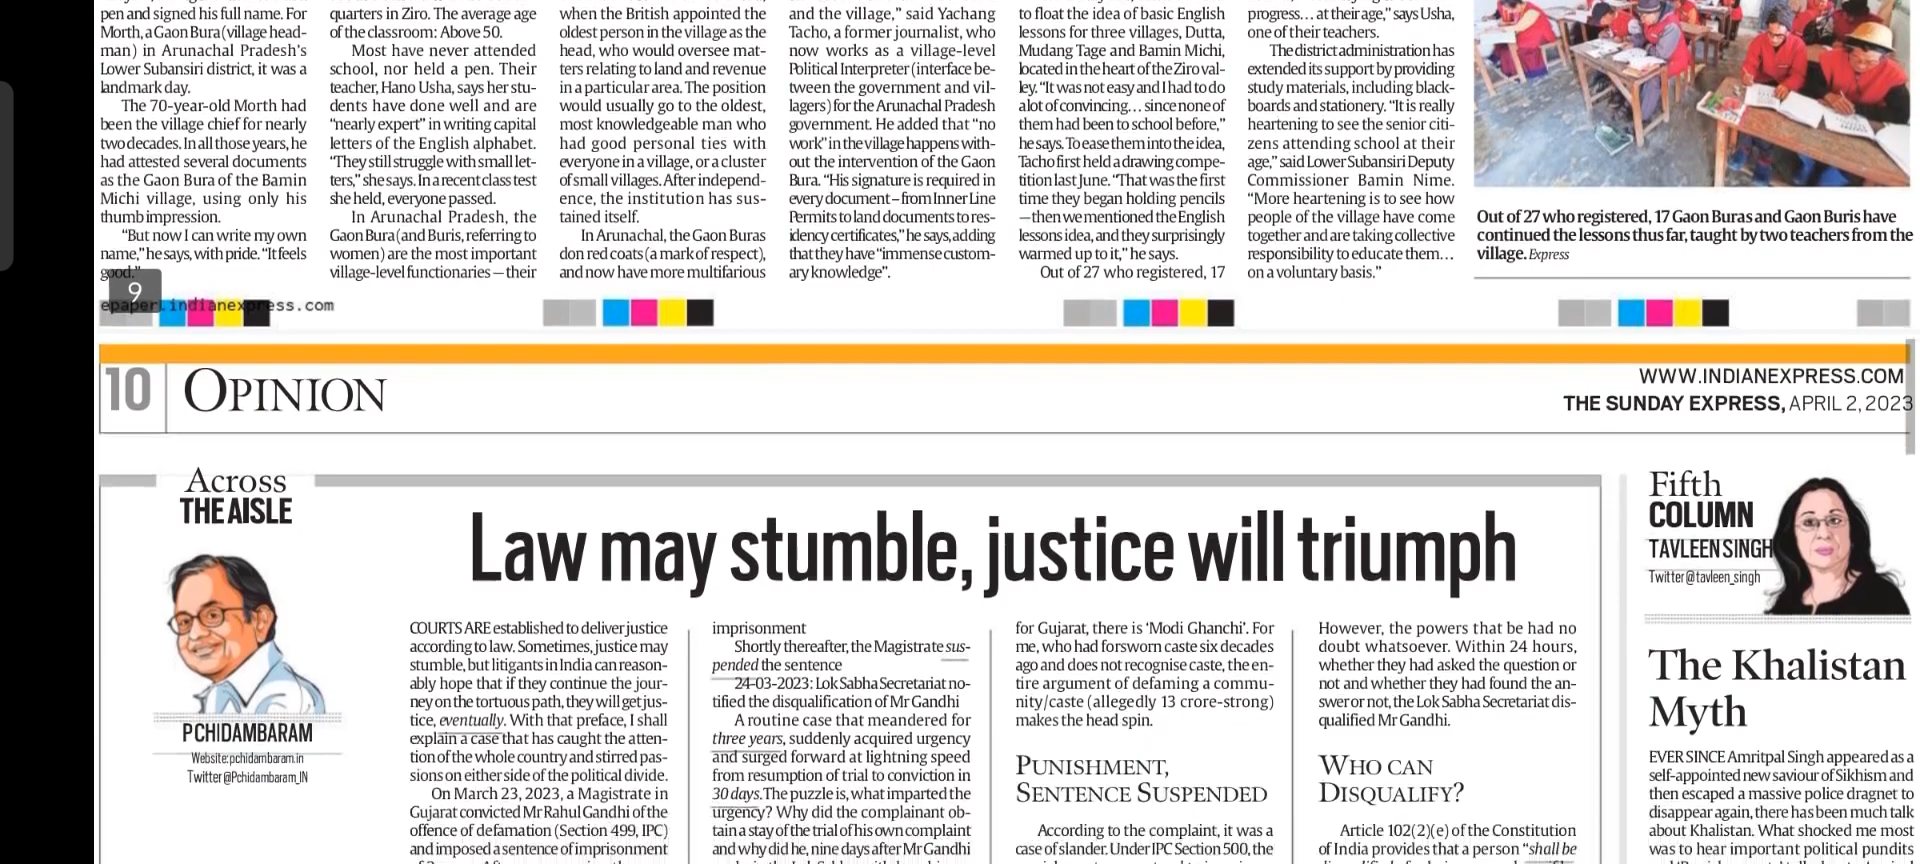 pen and signed his full name. For
Morth, a Gaon Bura (village head-
man) in Arunachal Pradesh's
Lower Subansiri district, it was a
landmark day.
The 70-year-old Morth had
been the village chief for nearly
two decades. In all those years, he
had attested several documents
as the Gaon Bura of the Bamin
Michi village, using only his
thumb impression.
"But now I can write my own
name," he says, with pride. "It feels
good."
quarters in Ziro. The average age
of the classroom: Above 50.
Most have never attended
school, nor held a pen. Their
teacher, Hano Usha, says her stu-
dents have done well and are
"nearly expert" in writing capital
letters of the English alphabet.
"They still struggle with small let-
ters," she says. In a recent class test
she held, everyone passed.
In Arunachal Pradesh, the
Gaon Bura (and Buris, referring to
women) are the most important
village-level functionaries — their
when the British appointed the
oldest person in the village as the
head, who would oversee mat-
ters relating to land and revenue
in a particular area. The position
would usually go to the oldest,
most knowledgeable man who
had good personal ties with
everyone in a village, or a cluster
of small villages. After independ-
ence, the institution has sus-
tained itself.
In Arunachal, the Gaon Buras
don red coats (a mark of respect),
and now have more multifarious
and the village," said Yachang
Tacho, a former journalist, who
now works as a village-level
Political Interpreter (interface be-
tween the government and vil-
lagers) for the Arunachal Pradesh
government. He added that "no
work" in the village happens with-
out the intervention of the Gaon
Bura. "His signature is required in
every document – from Inner Line
Permits to land documents to res-
idency certificates," he says, adding
that they have "immense custom-
ary knowledge".
to float the idea of basic English
lessons for three villages, Dutta,
Mudang Tage and Bamin Michi,
located in the heart of the Ziro val-
ley. "It was not easy and I had to do
a lot of convincing... since none of
them had been to school before,"
he says. To ease them into the idea,
Tacho first held a drawing compe-
tition last June. "That was the first
time they began holding pencils
— then we mentioned the English
lessons idea, and they surprisingly
warmed up to it," he says.
Out of 27 who registered, 17
progress... at their age," says Usha,
one of their teachers.
The district administration has
extended its support by providing
study materials, including black-
boards and stationery. "It is really
heartening to see the senior citi-
zens attending school at their
age," said Lower Subansiri Deputy
Commissioner Bamin Nime.
"More heartening is to see how
people of the village have come
together and are taking collective
responsibility to educate them...
on a voluntary basis."
Out of 27 who registered, 17 Gaon Buras and Gaon Buris have
continued the lessons thus far, taught by two teachers from the
village. Express
9
epaper.indianexpress.com
10 OPINION
WWW.INDIANEXPRESS.COM
THE SUNDAY EXPRESS, APRIL 2, 2023
Across
THE AISLE
P CHIDAMBARAM
Website: pchidambaram.in
Twitter @Pchidambaram_IN
Law may stumble, justice will triumph
COURTS ARE established to deliver justice
according to law. Sometimes, justice may
stumble, but litigants in India can reason-
ably hope that if they continue the jour-
ney on the tortuous path, they will get jus-
tice, eventually. With that preface, I shall
explain a case that has caught the atten-
tion of the whole country and stirred pas-
sions on either side of the political divide.
On March 23, 2023, a Magistrate in
Gujarat convicted Mr Rahul Gandhi of the
offence of defamation (Section 499, IPC)
and imposed a sentence of imprisonment
imprisonment
Shortly thereafter, the Magistrate sus-
pended the sentence
24-03-2023: Lok Sabha Secretariat no-
tified the disqualification of Mr Gandhi
A routine case that meandered for
three years, suddenly acquired urgency
and surged forward at lightning speed
from resumption of trial to conviction in
30 days. The puzzle is, what imparted the
urgency? Why did the complainant ob-
tain a stay of the trial of his own complaint
and why did he, nine days after Mr Gandhi
for Gujarat, there is 'Modi Ghanchi'. For
me, who had forsworn caste six decades
ago and does not recognise caste, the en-
tire argument of defaming a commu-
nity/caste (allegedly 13 crore-strong)
makes the head spin.
PUNISHMENT,
SENTENCE SUSPENDED
According to the complaint, it was a
case of slander. Under IPC Section 500, the
However, the powers that be had no
doubt whatsoever. Within 24 hours,
whether they had asked the question or
not and whether they had found the an-
swer or not, the Lok Sabha Secretariat dis-
qualified Mr Gandhi.
WHO CAN
DISQUALIFY?
Article 102(2)(e) of the Constitution
of India provides that a person "shall be
Fifth
COLUMN
TAVLEEN SINGH
Twitter@tavleen_singh
The Khalistan
Myth
EVER SINCE Amritpal Singh appeared as a
self-appointed new saviour of Sikhism and
then escaped a massive police dragnet to
disappear again, there has been much talk
about Khalistan. What shocked me most
was to hear important political pundits